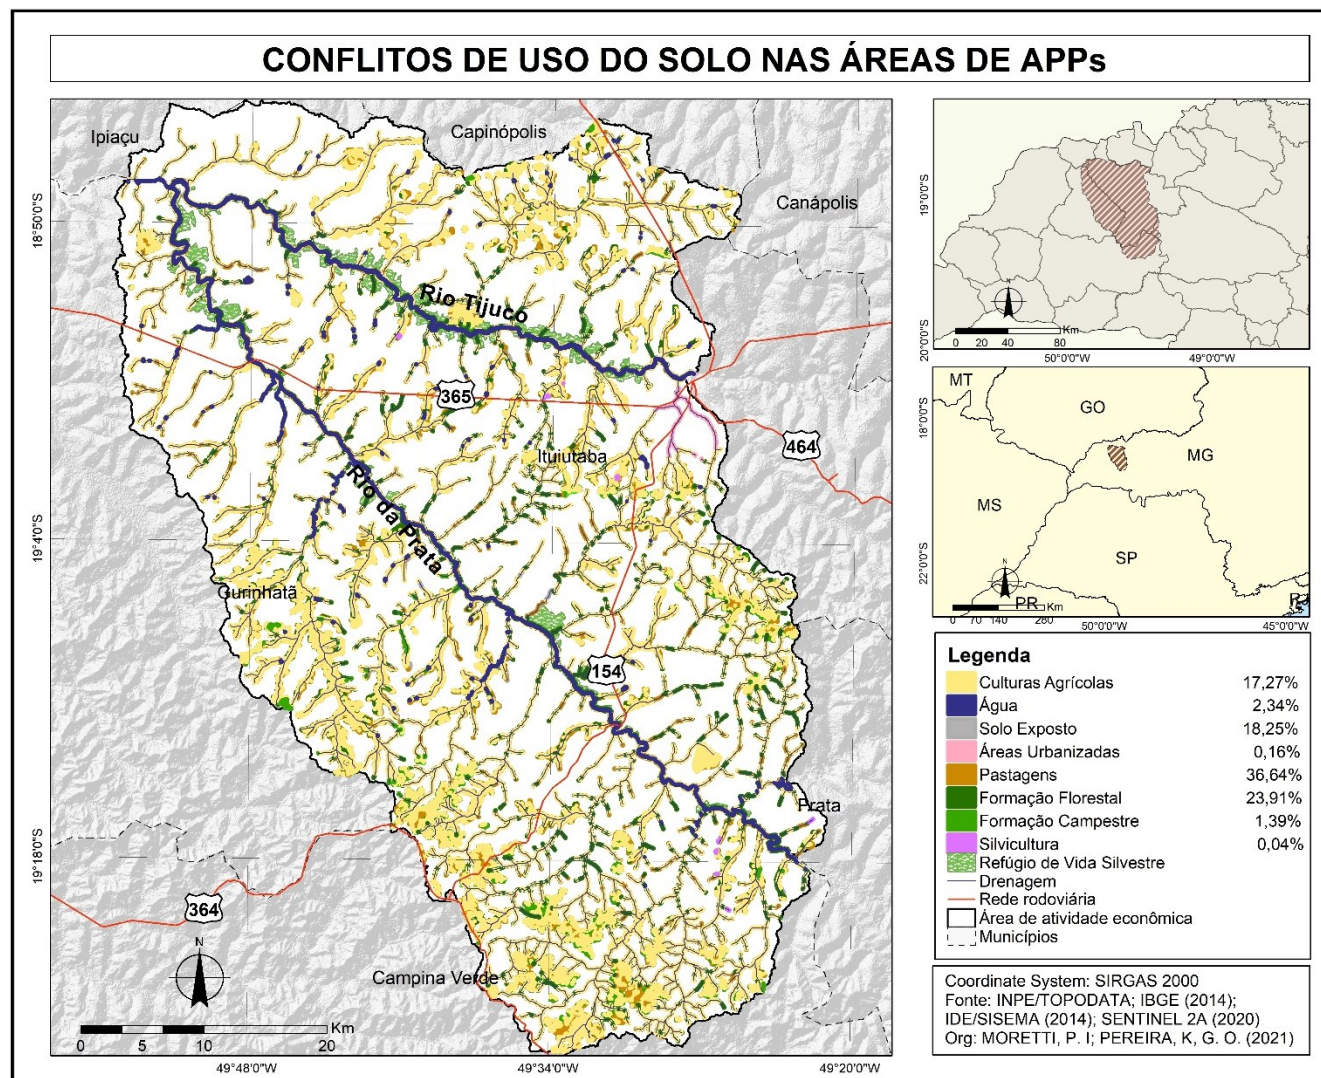 CONFLITOS DE USO DO SOLO NAS ÁREAS DE APPs
Ipiaçu
Capinópolis
Canápolis
18°50'0"S
Rio Tijuco
365
464
Ituiutaba
19°4'0"S
Rio da Prata
Gurinhatã
154
Prata
19°18'0"S
364
Campina Verde
N
Km
0 5 10 20
49°48'0"W 49°34'0"W 49°20'0"W
19°0'0"S
20°0'0"S
N
Km
0 20 40 80
50°0'0"W 49°0'0"W
MT
GO
MG
MS
SP
PR
18°0'0"S
22°0'0"S
N
Km
0 70 140 280
50°0'0"W 45°0'0"W
Legenda
Culturas Agrícolas 17,27%
Água 2,34%
Solo Exposto 18,25%
Áreas Urbanizadas 0,16%
Pastagens 36,64%
Formação Florestal 23,91%
Formação Campestre 1,39%
Silvicultura 0,04%
Refúgio de Vida Silvestre
Drenagem
Rede rodoviária
Área de atividade econômica
Municípios
Coordinate System: SIRGAS 2000
Fonte: INPE/TOPODATA; IBGE (2014);
IDE/SISEMA (2014); SENTINEL 2A (2020)
Org: MORETTI, P. I; PEREIRA, K, G. O. (2021)